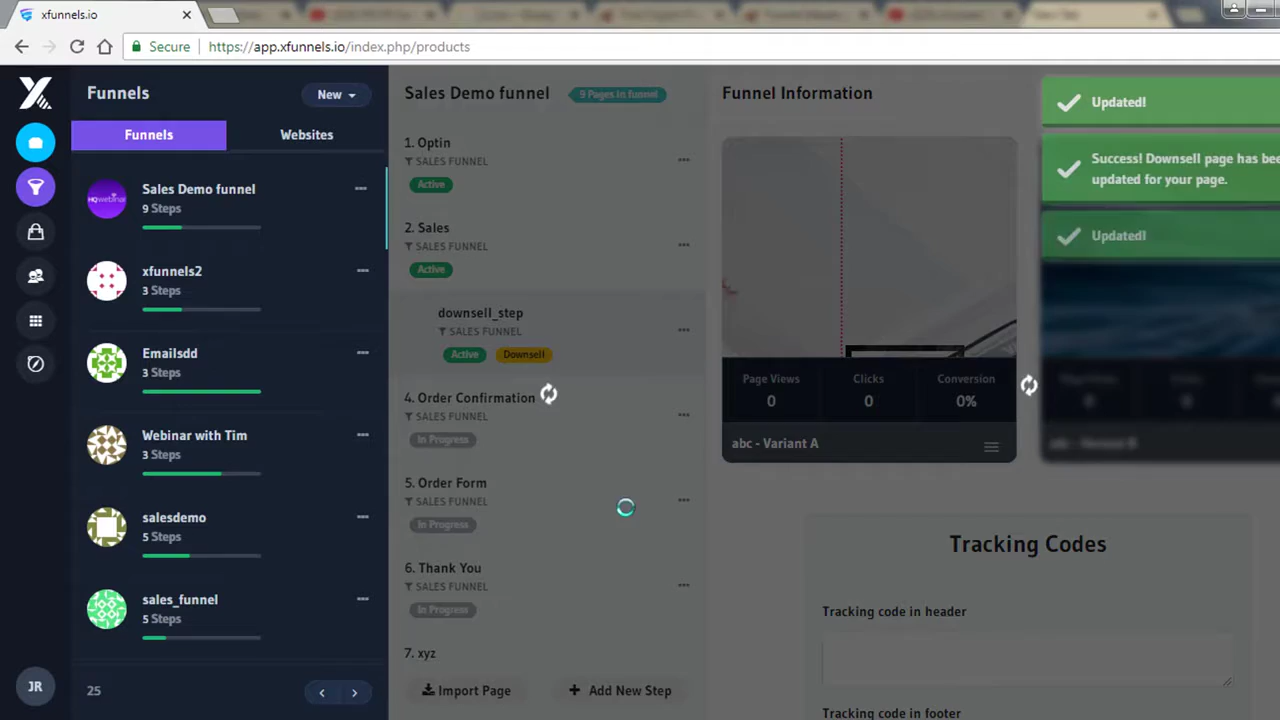 xfunnels.io
Secure
https://app.xfunnels.io/index.php/products
Funnels
New
Funnels
Websites
HQwebinar
Sales Demo funnel
9 Steps
xfunnels2
3 Steps
Emailsdd
3 Steps
Webinar with Tim
3 Steps
salesdemo
5 Steps
sales_funnel
5 Steps
JR
25
Sales Demo funnel
9 Pages in funnel
1. Optin
SALES FUNNEL
Active
2. Sales
SALES FUNNEL
Active
downsell_step
SALES FUNNEL
Active
Downsell
4. Order Confirmation
SALES FUNNEL
In Progress
5. Order Form
SALES FUNNEL
In Progress
6. Thank You
SALES FUNNEL
In Progress
7. xyz
Import Page
Add New Step
Funnel Information
Page Views
Clicks
Conversion
0
0
0%
abc - Variant A
Updated!
Success! Downsell page has bee
updated for your page.
Updated!
Tracking Codes
Tracking code in header
Tracking code in footer